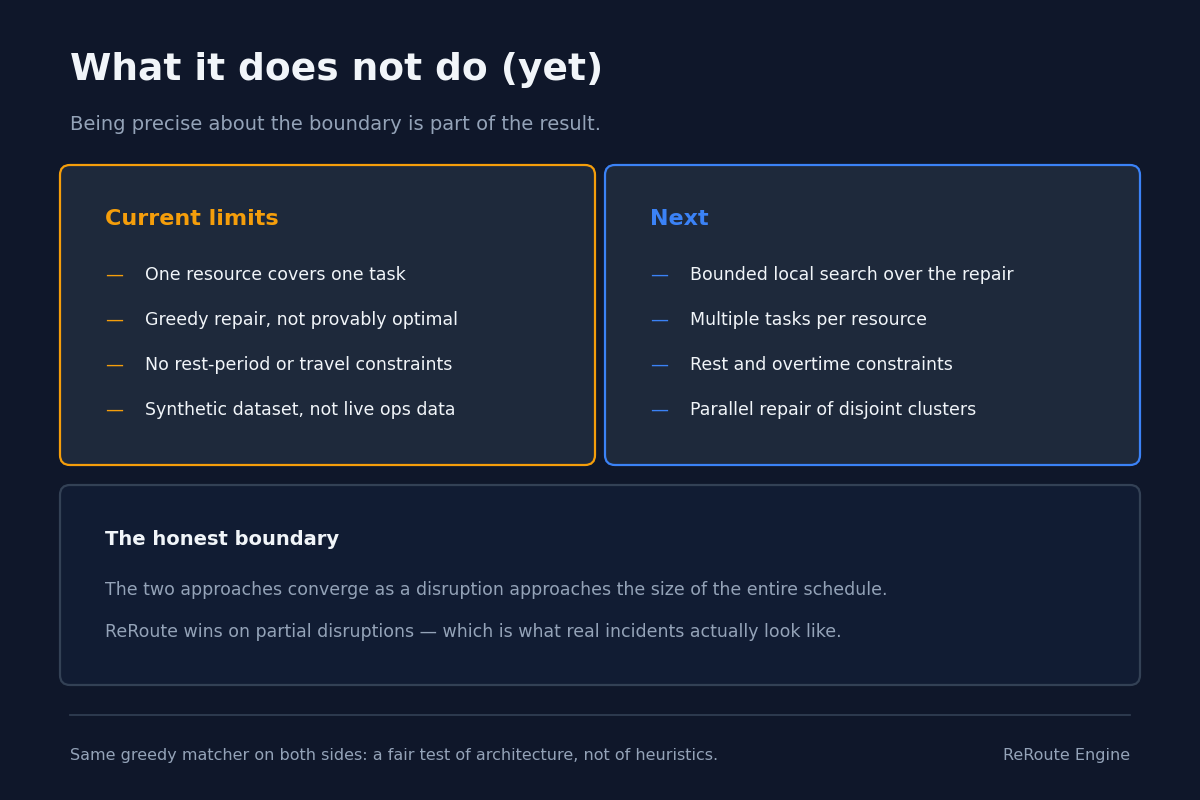 What it does not do (yet)
Being precise about the boundary is part of the result.
Current limits
— One resource covers one task
— Greedy repair, not provably optimal
— No rest-period or travel constraints
— Synthetic dataset, not live ops data
Next
— Bounded local search over the repair
— Multiple tasks per resource
— Rest and overtime constraints
— Parallel repair of disjoint clusters
The honest boundary
The two approaches converge as a disruption approaches the size of the entire schedule.
ReRoute wins on partial disruptions — which is what real incidents actually look like.
Same greedy matcher on both sides: a fair test of architecture, not of heuristics.
ReRoute Engine